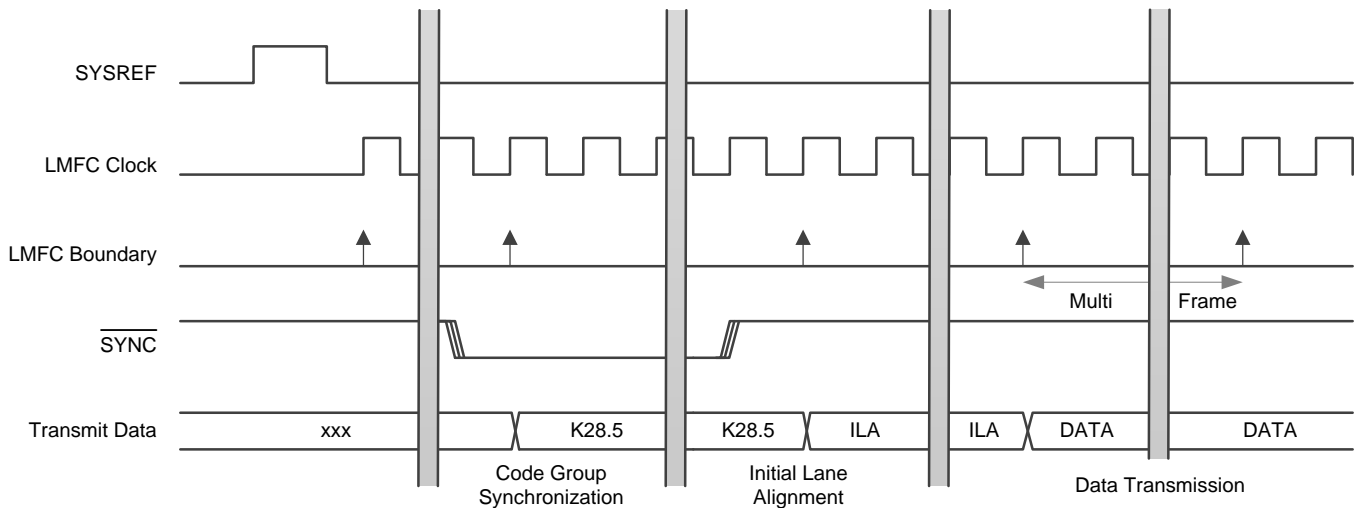 SYSREF
LMFC Clock
LMFC Boundary
Multi Frame
SYNC
Transmit Data xxx K28.5 K28.5 ILA ILA DATA DATA
Code Group
Synchronization
Initial Lane
Alignment
Data Transmission